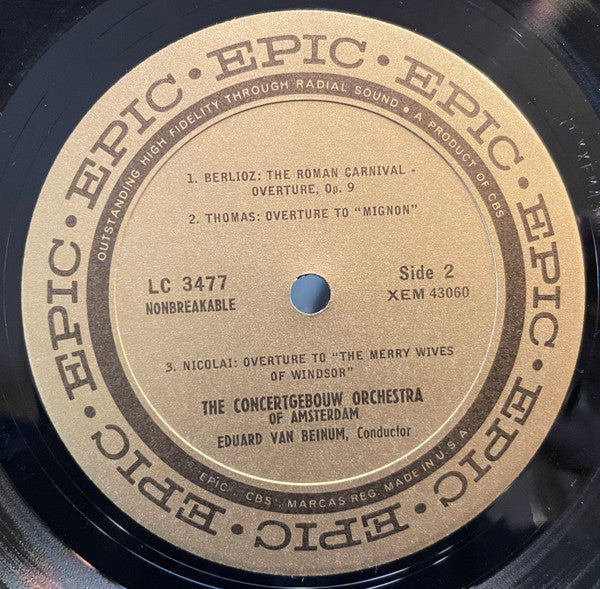 EPIC · EPIC · EPIC · EPIC · EPIC · EPIC · EPIC · EPIC ·
OUTSTANDING HIGH FIDELITY THROUGH RADIAL SOUND • A PRODUCT OF CBS
1. BERLIOZ: THE ROMAN CARNIVAL -
OVERTURE, Op. 9
2. THOMAS: OVERTURE TO “MIGNON”
LC 3477
NONBREAKABLE
Side 2
XEM 43060
3. NICOLAI: OVERTURE TO “THE MERRY WIVES
OF WINDSOR”
THE CONCERTGEBOUW ORCHESTRA
OF AMSTERDAM
EDUARD VAN BEINUM, Conductor
EPIC CBS MARCAS REG. MADE IN U.S.A.